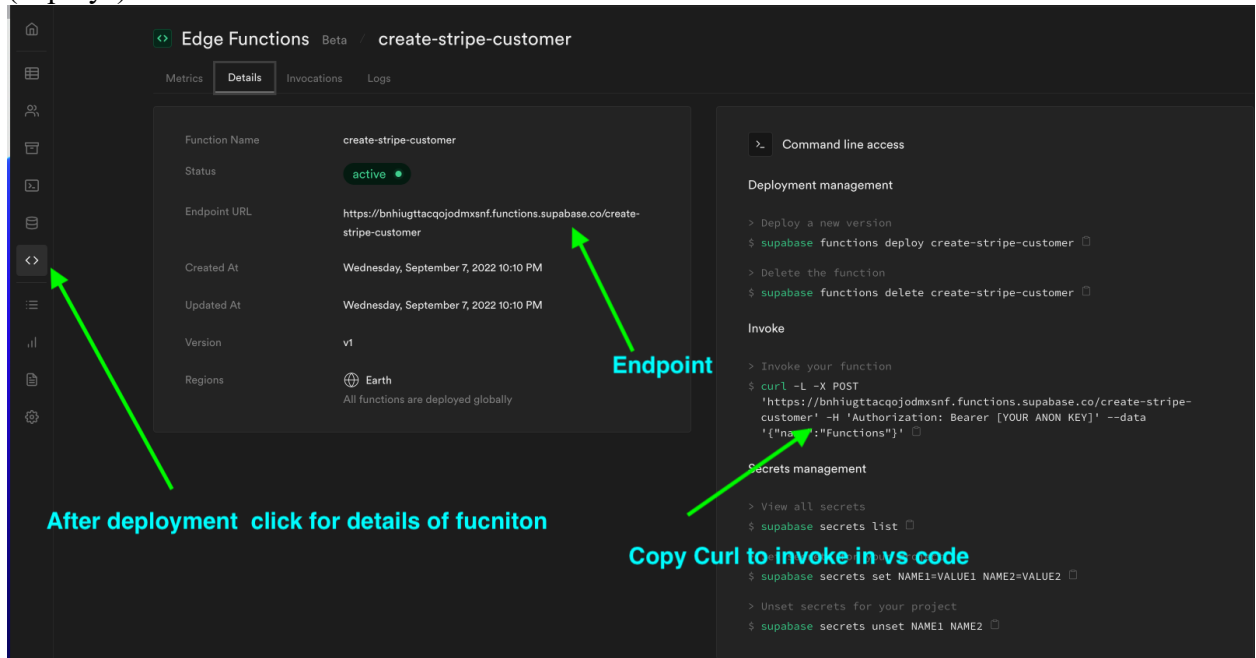 Edge Functions Beta / create-stripe-customer
Metrics Details Invocations Logs
Function Name create-stripe-customer
Status active
Endpoint URL https://bnhiugttacqojodmxsnf.functions.supabase.co/create-
stripe-customer
Created At Wednesday, September 7, 2022 10:10 PM
Updated At Wednesday, September 7, 2022 10:10 PM
Version v1
Regions Earth
All functions are deployed globally
Endpoint
After deployment click for details of fucniton
>_ Command line access
Deployment management
> Deploy a new version
$ supabase functions deploy create-stripe-customer
> Delete the function
$ supabase functions delete create-stripe-customer
Invoke
> Invoke your function
$ curl -L -X POST
'https://bnhiugttacqojodmxsnf.functions.supabase.co/create-stripe-
customer' -H 'Authorization: Bearer [YOUR ANON KEY]' --data
:"Functions"}'
Secrets management
> View all secrets
$ supabase secrets list
Copy Curl to invoke in vs code
$ supabase secrets set NAME1=VALUE1 NAME2=VALUE2
> Unset secrets for your project
$ supabase secrets unset NAME1 NAME2